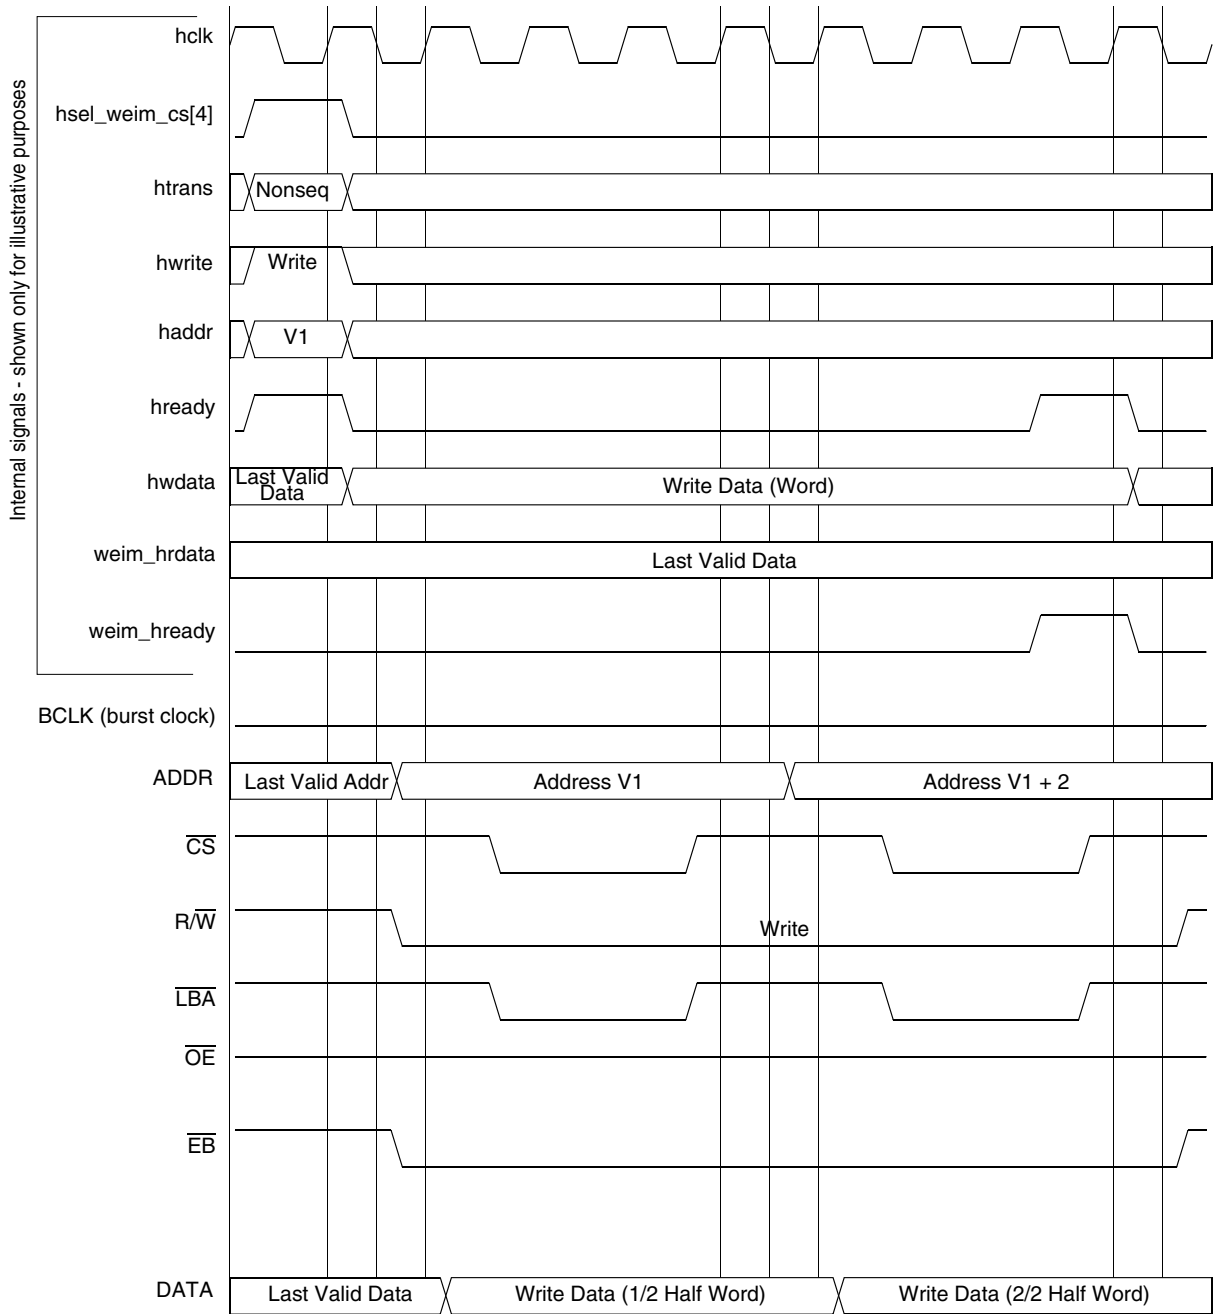 Internal signals - shown only for illustrative purposes
hclk
hsel_weim_cs[4]
htrans
Nonseq
hwrite
Write
haddr
V1
hready
hwdata
Last Valid
Data
Write Data (Word)
weim_hrdata
Last Valid Data
weim_hready
BCLK (burst clock)
ADDR
Last Valid Addr
Address V1
Address V1 + 2
CS
R/W
Write
LBA
OE
EB
DATA
Last Valid Data
Write Data (1/2 Half Word)
Write Data (2/2 Half Word)